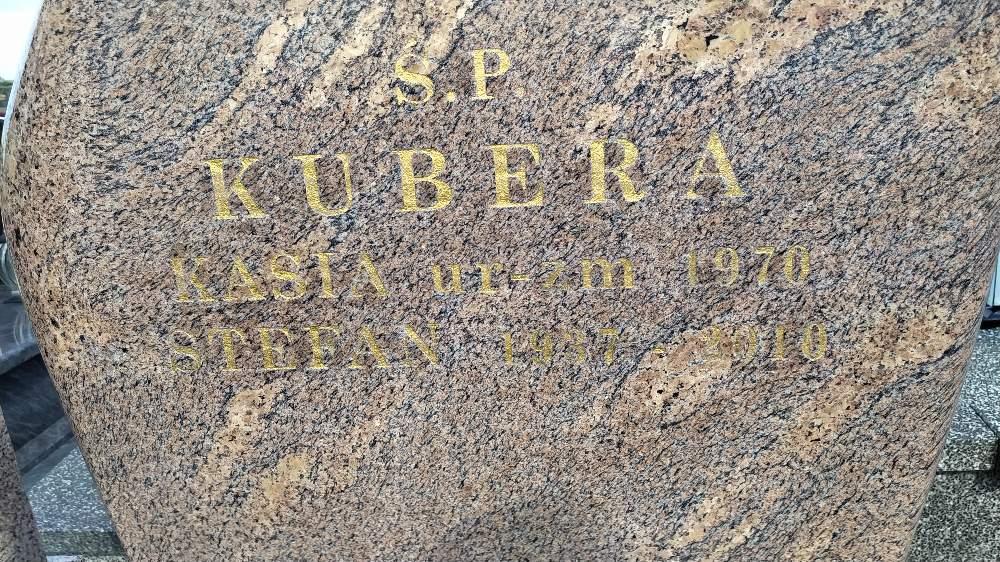 Ś.P.
KUBERA
KASIA ur-zm 1970
STEFAN 1937-2010